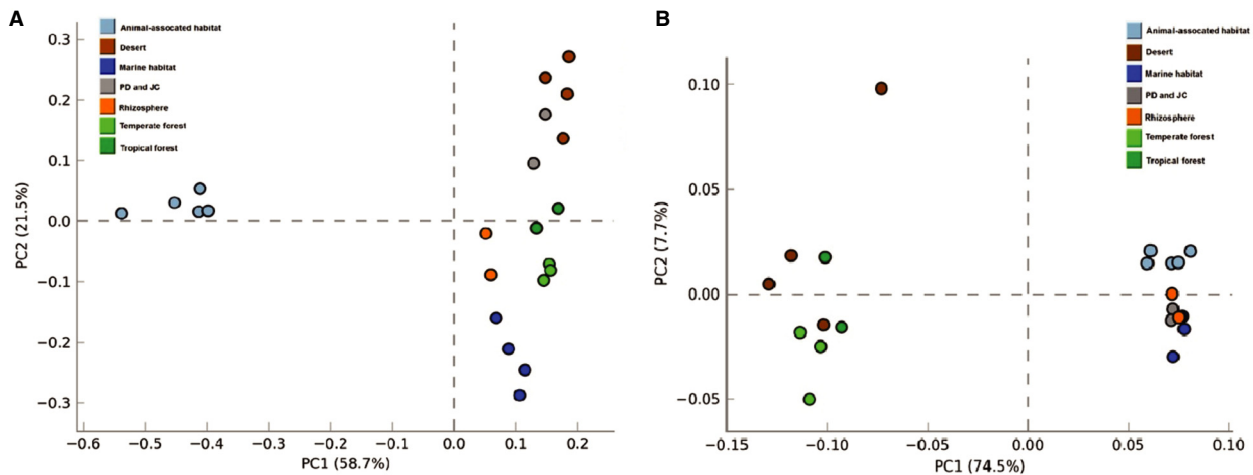 A
Animal-assocated habitat
Desert
Marine habitat
PD and JC
Rhizosphere
Temperate forest
Tropical forest
0.3
0.2
0.1
0.0
−0.1
−0.2
−0.3
PC2 (21.5%)
−0.6
−0.5
−0.4
−0.3
−0.2
−0.1
0.0
0.1
0.2
PC1 (58.7%)
B
Animal-assocated habitat
Desert
Marine habitat
PD and JC
Rhizosphere
Temperate forest
Tropical forest
0.10
0.05
0.00
−0.05
PC2 (7.7%)
−0.15
−0.10
−0.05
0.00
0.05
0.10
PC1 (74.5%)